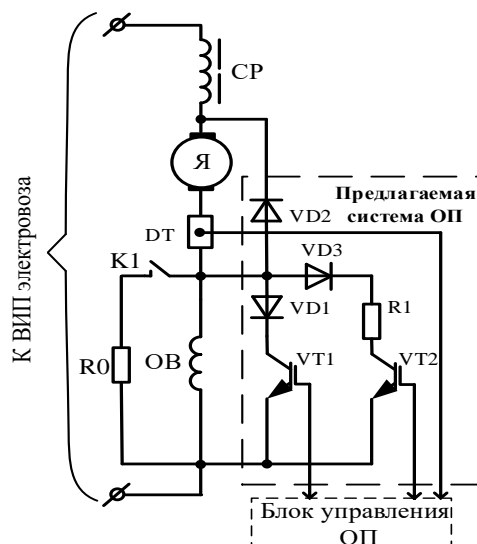 К ВИП электровоза
СР
Я
Предлагаемая
система ОП
VD2
DT
VD3
K1
VD1
R1
R0
ОВ
VT1
VT2
Блок управления
ОП